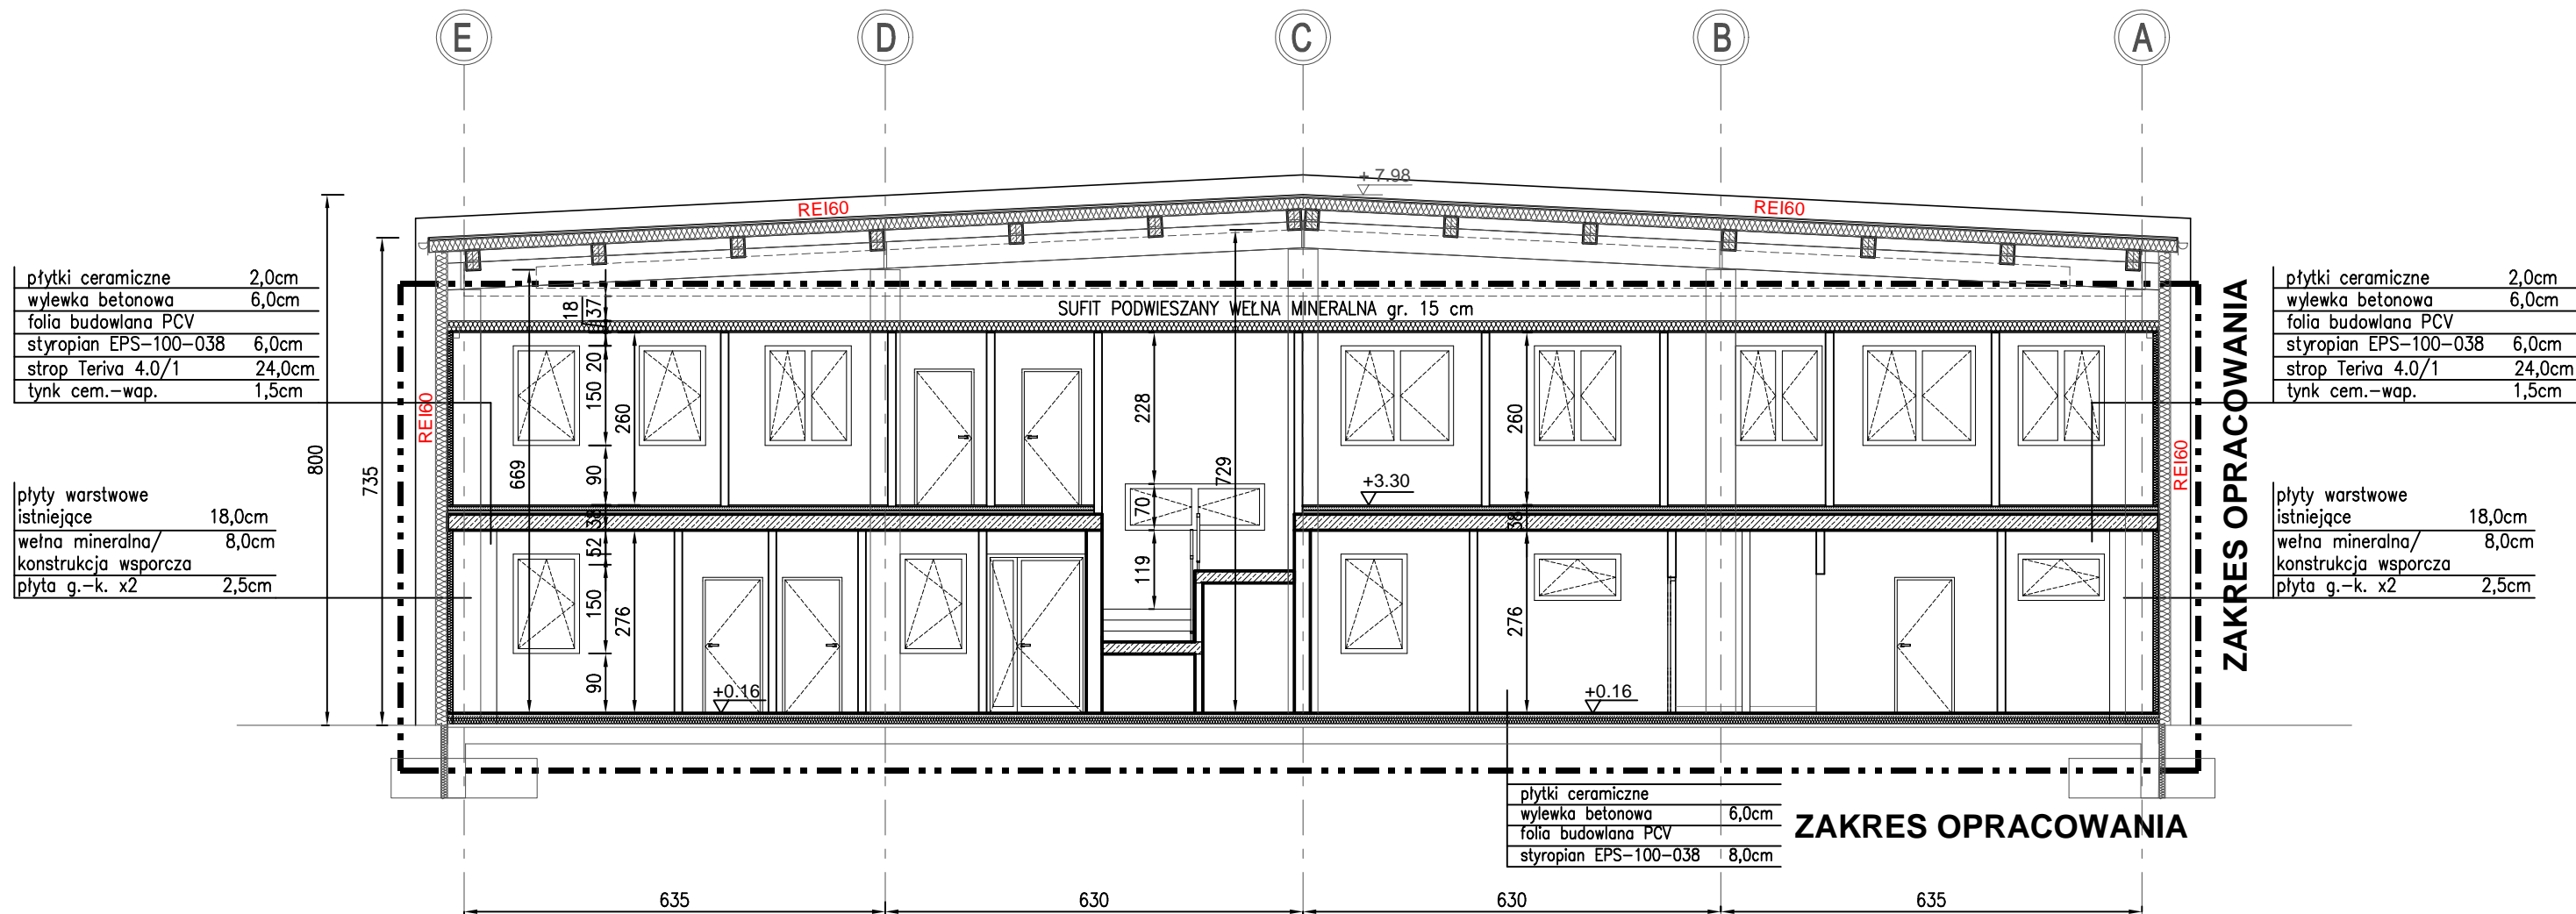 E
D
C
B
A
+ 7.98
REI60
REI60
płytki ceramiczne 2,0cm
wylewka betonowa 6,0cm
folia budowlana PCV
styropian EPS-100-038 6,0cm
strop Teriva 4.0/1 24,0cm
tynk cem.-wap. 1,5cm
płytki ceramiczne 2,0cm
wylewka betonowa 6,0cm
folia budowlana PCV
styropian EPS-100-038 6,0cm
strop Teriva 4.0/1 24,0cm
tynk cem.-wap. 1,5cm
SUFIT PODWIESZANY WEŁNA MINERALNA gr. 15 cm
18
37
20
150
260
90
38
52
150
276
90
669
800
735
REI60
228
729
70
119
260
38
276
+3.30
+0.16
+0.16
REI60
ZAKRES OPRACOWANIA
płyty warstwowe
istniejące 18,0cm
wełna mineralna/ 8,0cm
konstrukcja wsporcza
płyta g.-k. x2 2,5cm
płyty warstwowe
istniejące 18,0cm
wełna mineralna/ 8,0cm
konstrukcja wsporcza
płyta g.-k. x2 2,5cm
płytki ceramiczne
wylewka betonowa 6,0cm
folia budowlana PCV
styropian EPS-100-038 8,0cm
ZAKRES OPRACOWANIA
635
630
630
635